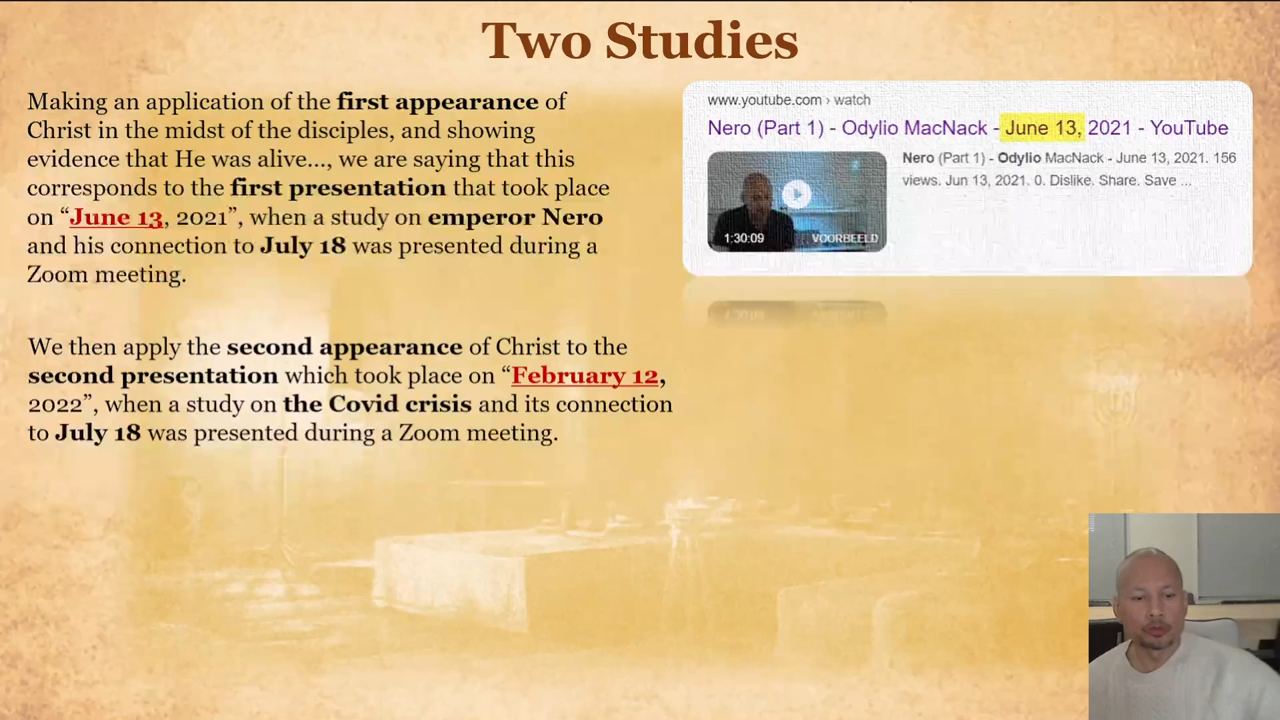 Two Studies
Making an application of the first appearance of
Christ in the midst of the disciples, and showing
evidence that He was alive..., we are saying that this
corresponds to the first presentation that took place
on “June 13, 2021”, when a study on emperor Nero
and his connection to July 18 was presented during a
Zoom meeting.
We then apply the second appearance of Christ to the
second presentation which took place on “February 12,
2022”, when a study on the Covid crisis and its connection
to July 18 was presented during a Zoom meeting.
www.youtube.com › watch
Nero (Part 1) - Odylio MacNack - June 13, 2021 - YouTube
Nero (Part 1) - Odylio MacNack - June 13, 2021. 156
views. Jun 13, 2021. 0. Dislike. Share. Save ...
1:30:09 VOORBEELD